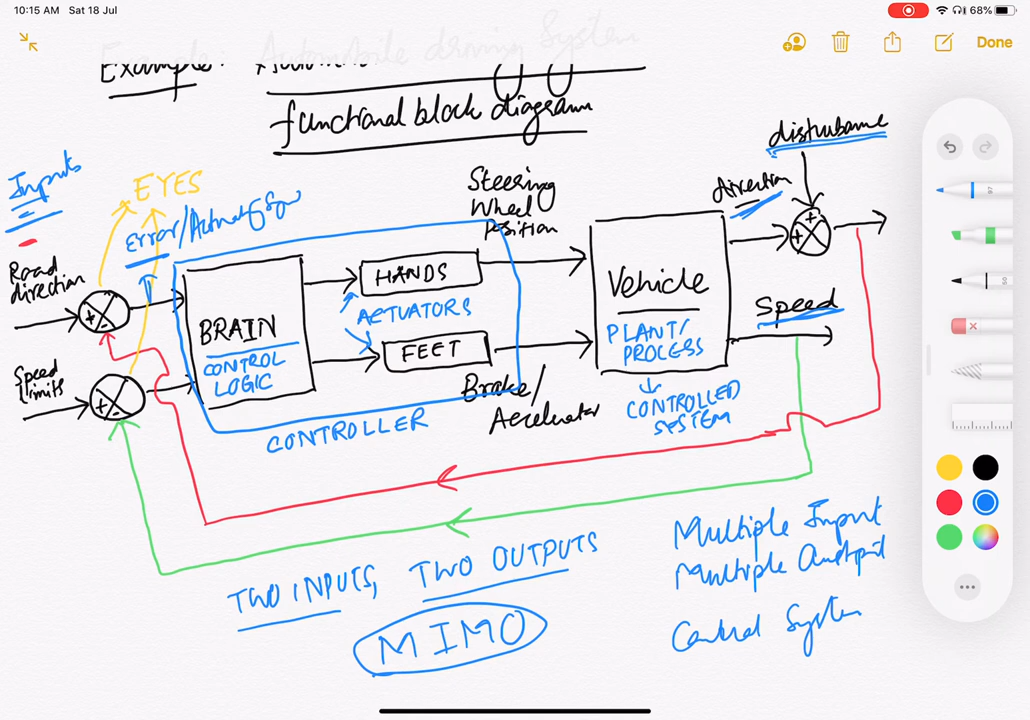 10:15 AM Sat 18 Jul
68%
Done
Example: Automobile driving System
functional block diagram
disturbance
Inputs
EYES
Error/Actuating Sgl
Steering
Wheel
Position
direction
Road
direction
BRAIN
CONTROL
LOGIC
HANDS
ACTUATORS
FEET
Vehicle
PLANT/
PROCESS
Speed
Speed
limits
Brake/
Accelerator
CONTROLLER
CONTROLLED
SYSTEM
TWO INPUTS, TWO OUTPUTS
MIMO
Multiple Input
Multiple Output
Control System